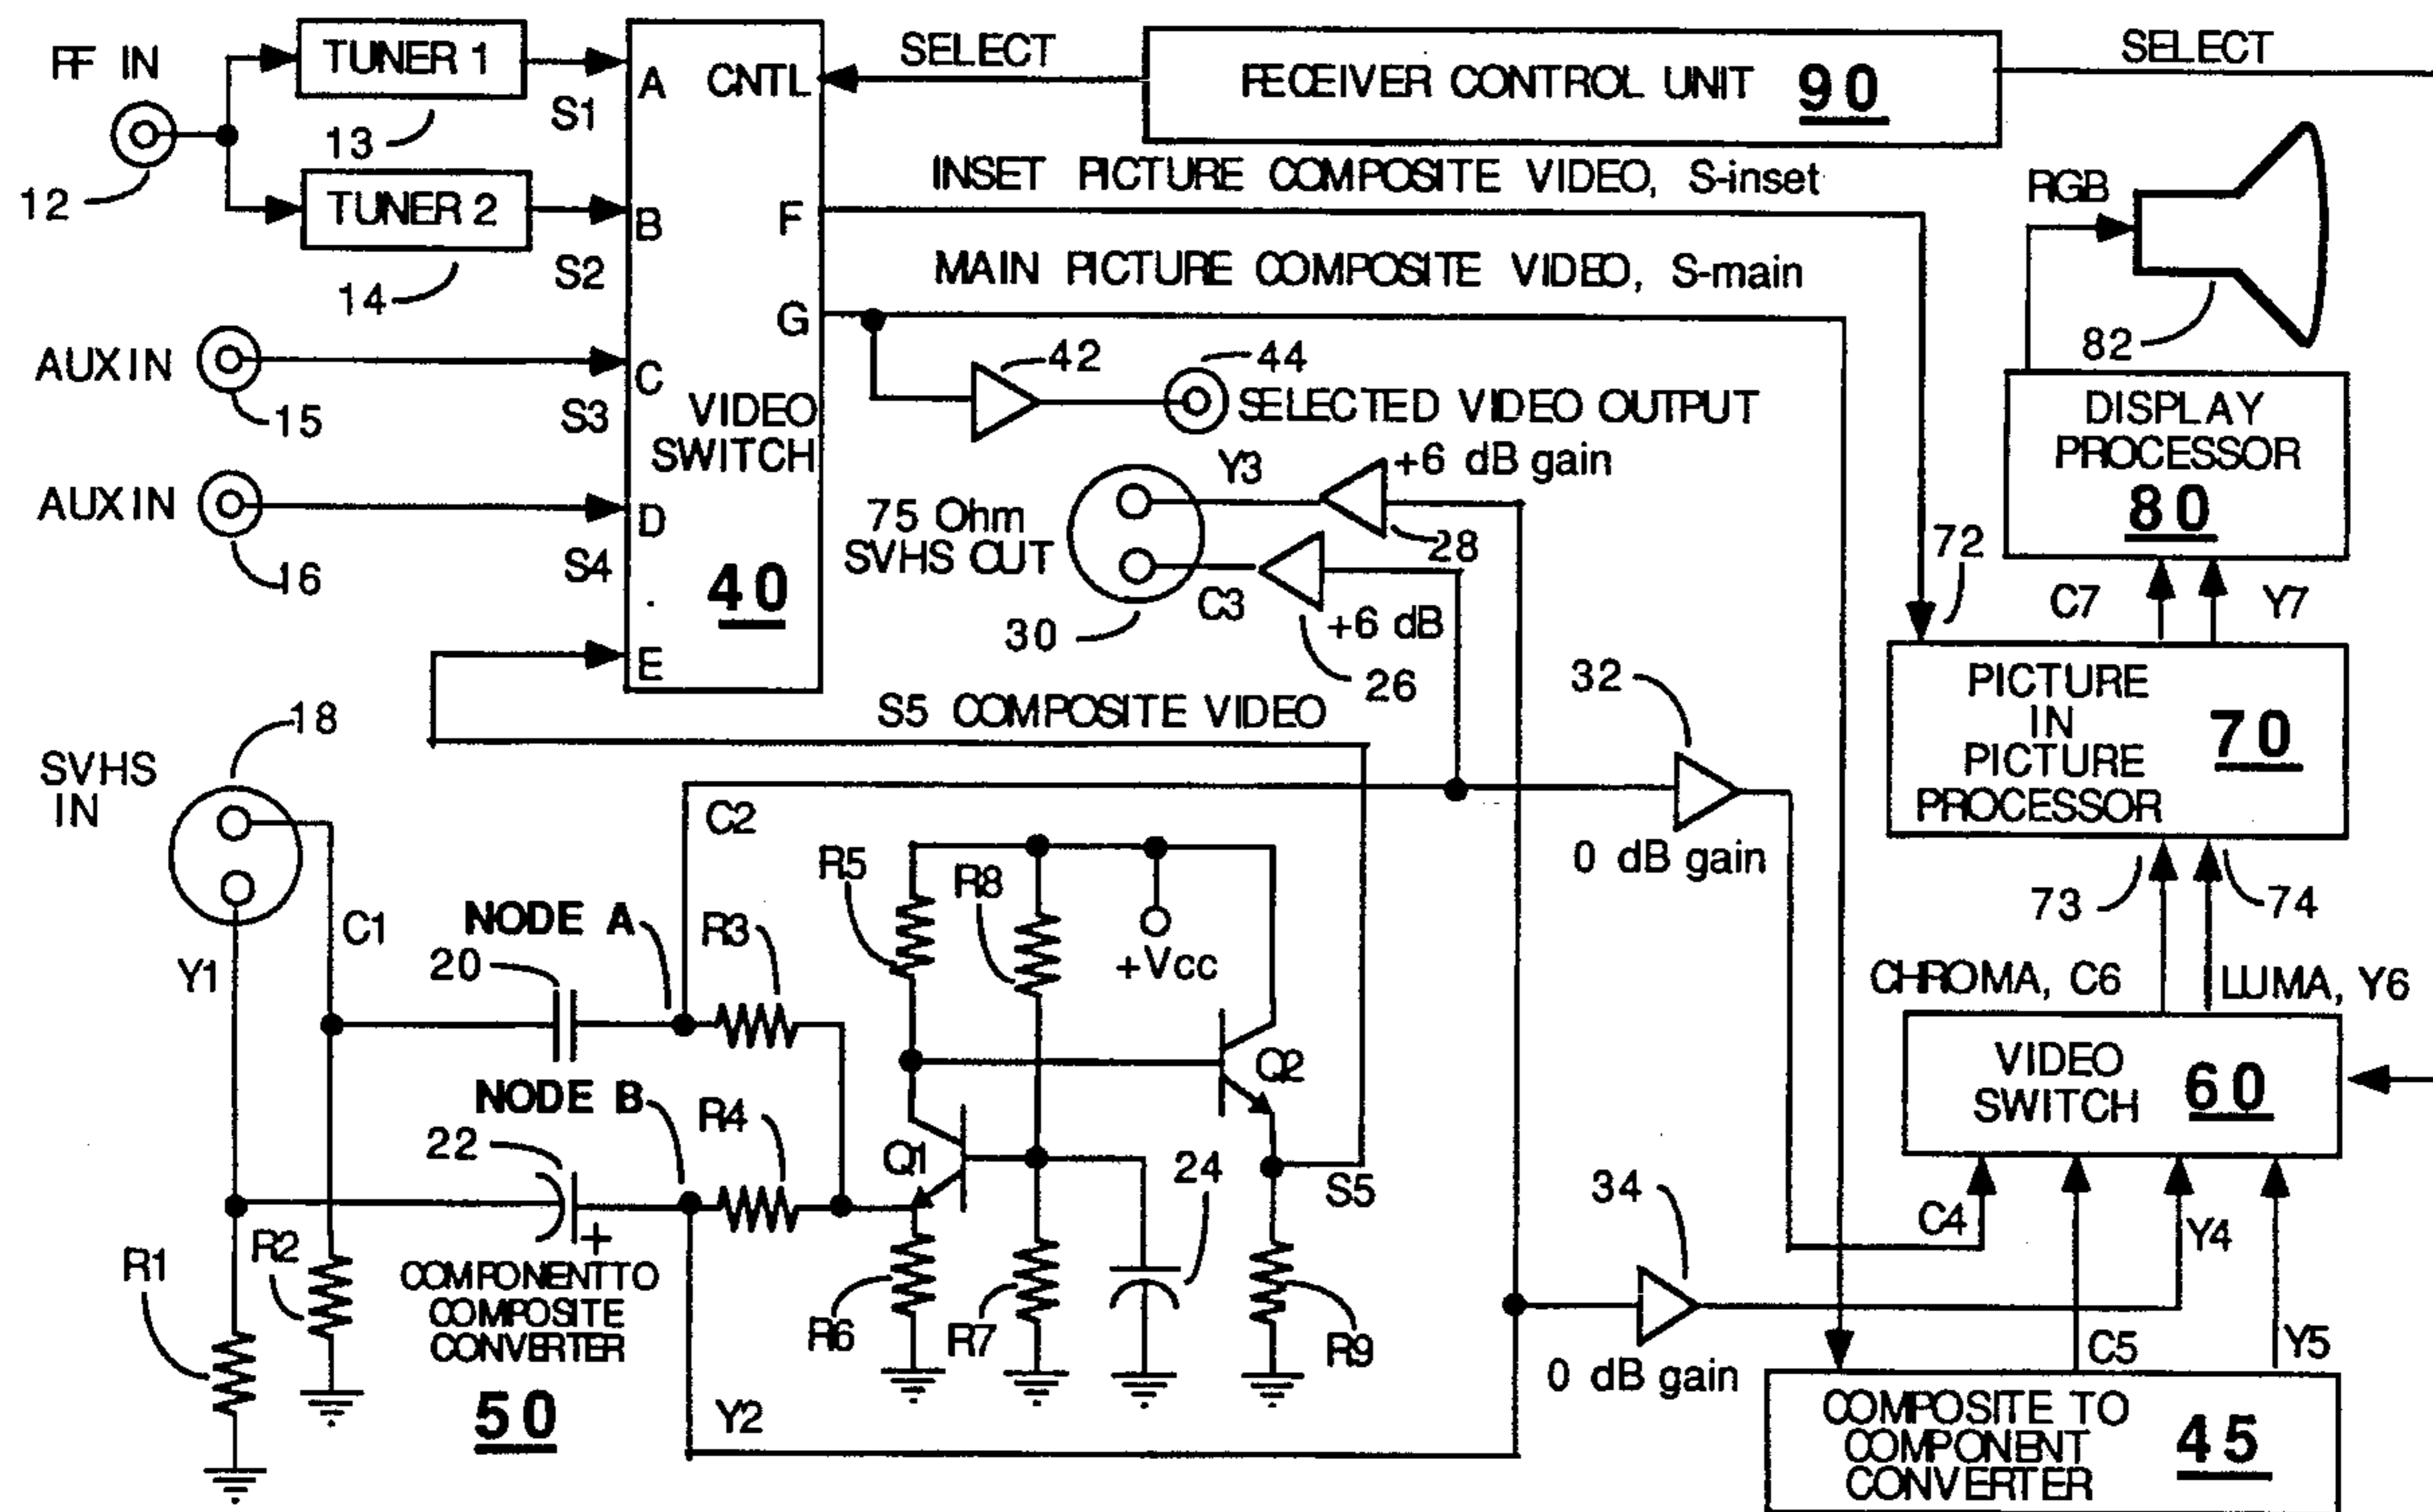 RF IN
12
TUNER 1
13
S1
TUNER 2
14
S2
AUX IN
15
S3
AUX IN
16
S4
A
B
C
D
E
CNTL
F
G
VIDEO
SWITCH
40
SELECT
RECEIVER CONTROL UNIT 90
SELECT
INSET PICTURE COMPOSITE VIDEO, S-inset
MAIN PICTURE COMPOSITE VIDEO, S-main
RGB
82
42
44
SELECTED VIDEO OUTPUT
Y3
+6 dB gain
28
75 Ohm
SVHS OUT
C3
+6 dB
30
26
DISPLAY
PROCESSOR
80
72
C7
Y7
PICTURE
IN
PICTURE
PROCESSOR
70
73
74
CHROMA, C6
LUMA, Y6
VIDEO
SWITCH
60
S5 COMPOSITE VIDEO
32
0 dB gain
18
SVHS
IN
C1
Y1
NODE A
20
C2
R3
R5
R8
+Vcc
Q2
NODE B
22
+
R4
Q1
24
S5
R1
R2
COMPONENT TO
COMPOSITE
CONVERTER
50
R6
R7
R9
Y2
34
0 dB gain
C4
Y4
C5
Y5
COMPOSITE TO
COMPONENT
CONVERTER
45